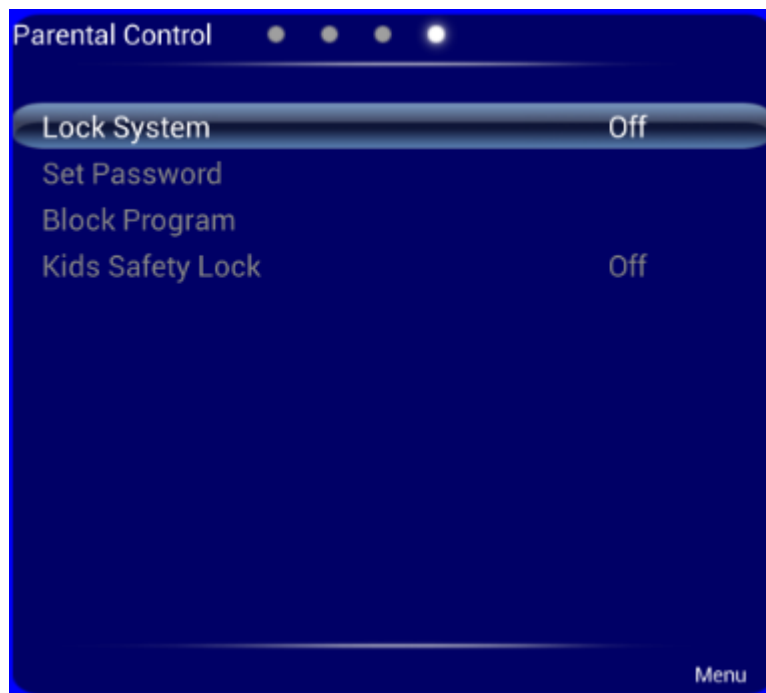 Parental Control
Lock System Off
Set Password
Block Program
Kids Safety Lock Off
Menu